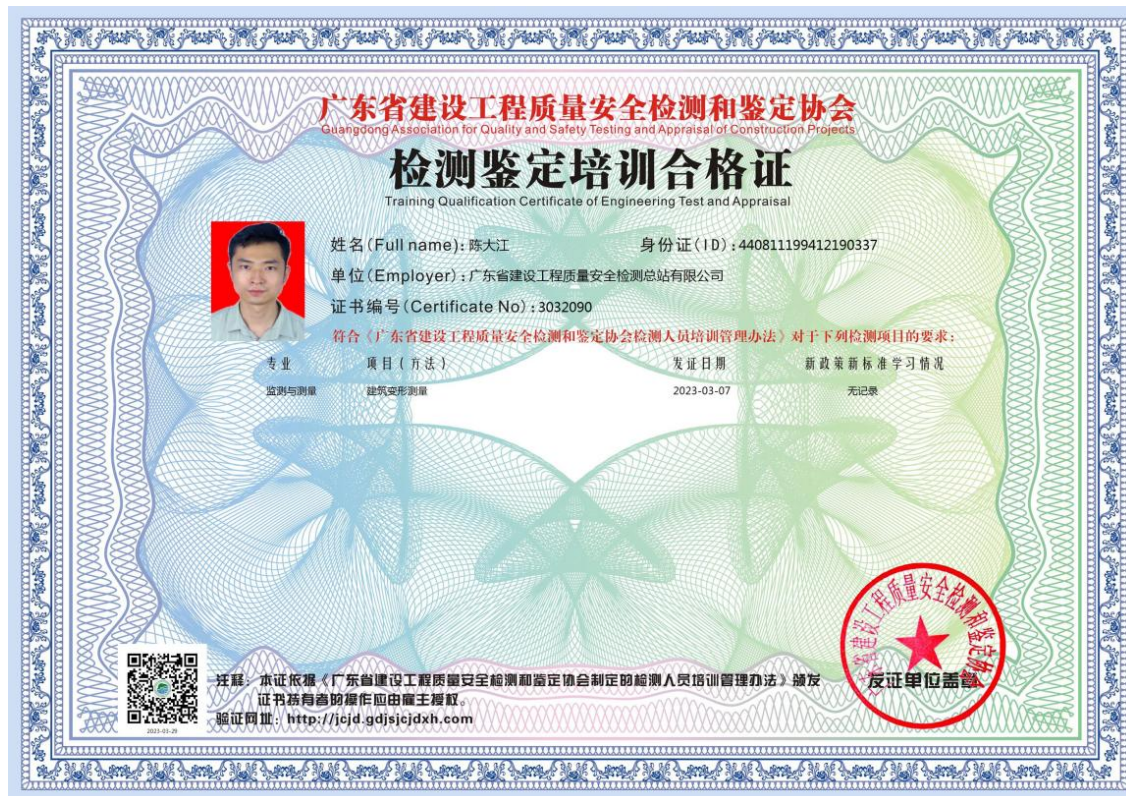 广东省建设工程质量安全检测和鉴定协会
Guangdong Association for Quality and Safety Testing and Appraisal of Construction Projects
检测鉴定培训合格证
Training Qualification Certificate of Engineering Test and Appraisal
姓名(Full name): 陈大江 身份证(ID): 440811199412190337
单位(Employer): 广东省建设工程质量安全检测总站有限公司
证书编号(Certificate No): 3032090
符合《广东省建设工程质量安全检测和鉴定协会检测人员培训管理办法》对于下列检测项目的要求:
专业 项目(方法) 发证日期 新政策新标准学习情况
监测与测量 建筑变形测量 2023-03-07 无记录
广东省建设工程质量安全检测和鉴定协会
发证单位盖章
注释: 本证依据《广东省建设工程质量安全检测和鉴定协会制定的检测人员培训管理办法》颁发
证书持有者的操作应由雇主授权。
验证网址: http://jcjd.gdjsjcjdxh.com
2023-03-29